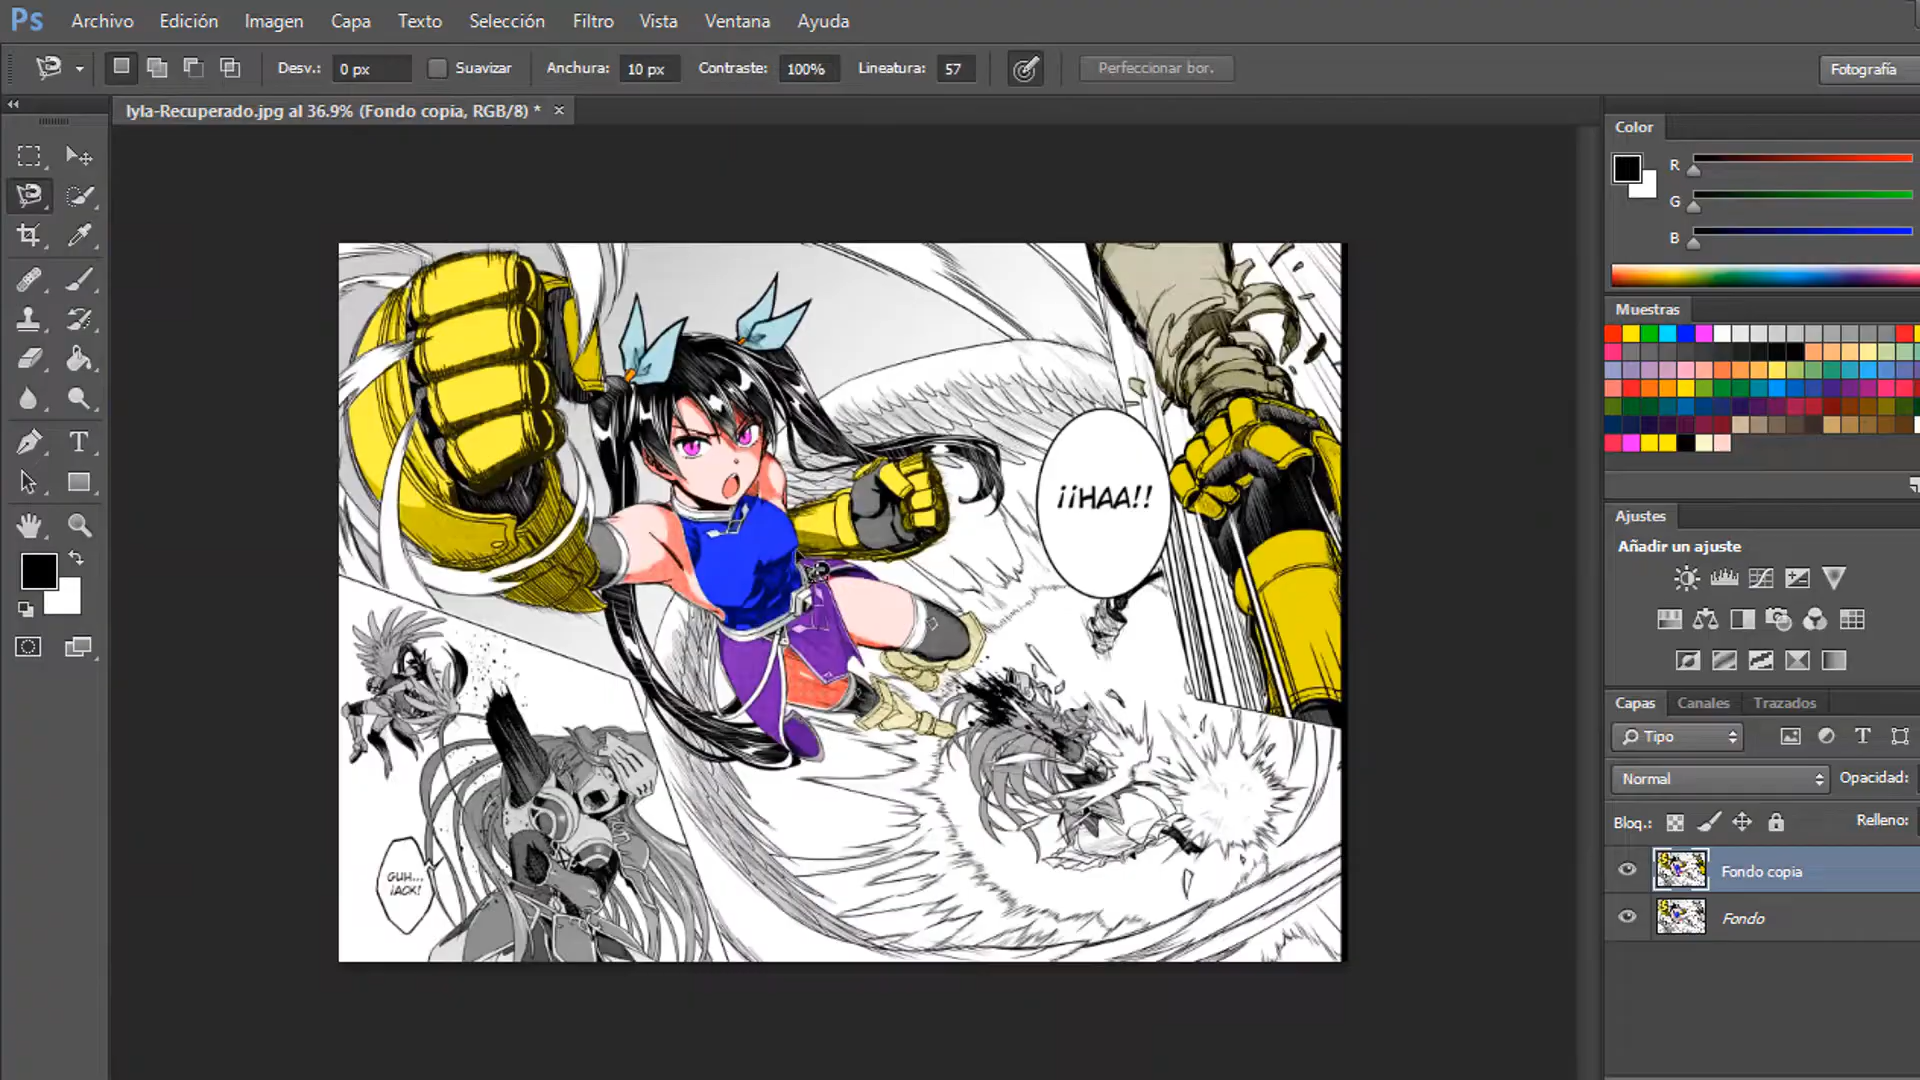 Ps Archivo Edición Imagen Capa Texto Selección Filtro Vista Ventana Ayuda
Desv.: 0 px Suavizar Anchura: 10 px Contraste: 100% Lineatura: 57 Perfeccionar bor. Fotografía
lyla-Recuperado.jpg al 36.9% (Fondo copia, RGB/8) * ×
Color
R
G
B
Muestras
¡¡HAA!!
Ajustes
Añadir un ajuste
Capas Canales Trazados
Tipo
Normal Opacidad:
Bloq.: Relleno:
Fondo copia
Fondo
GUH...
¡ACK!
T
T